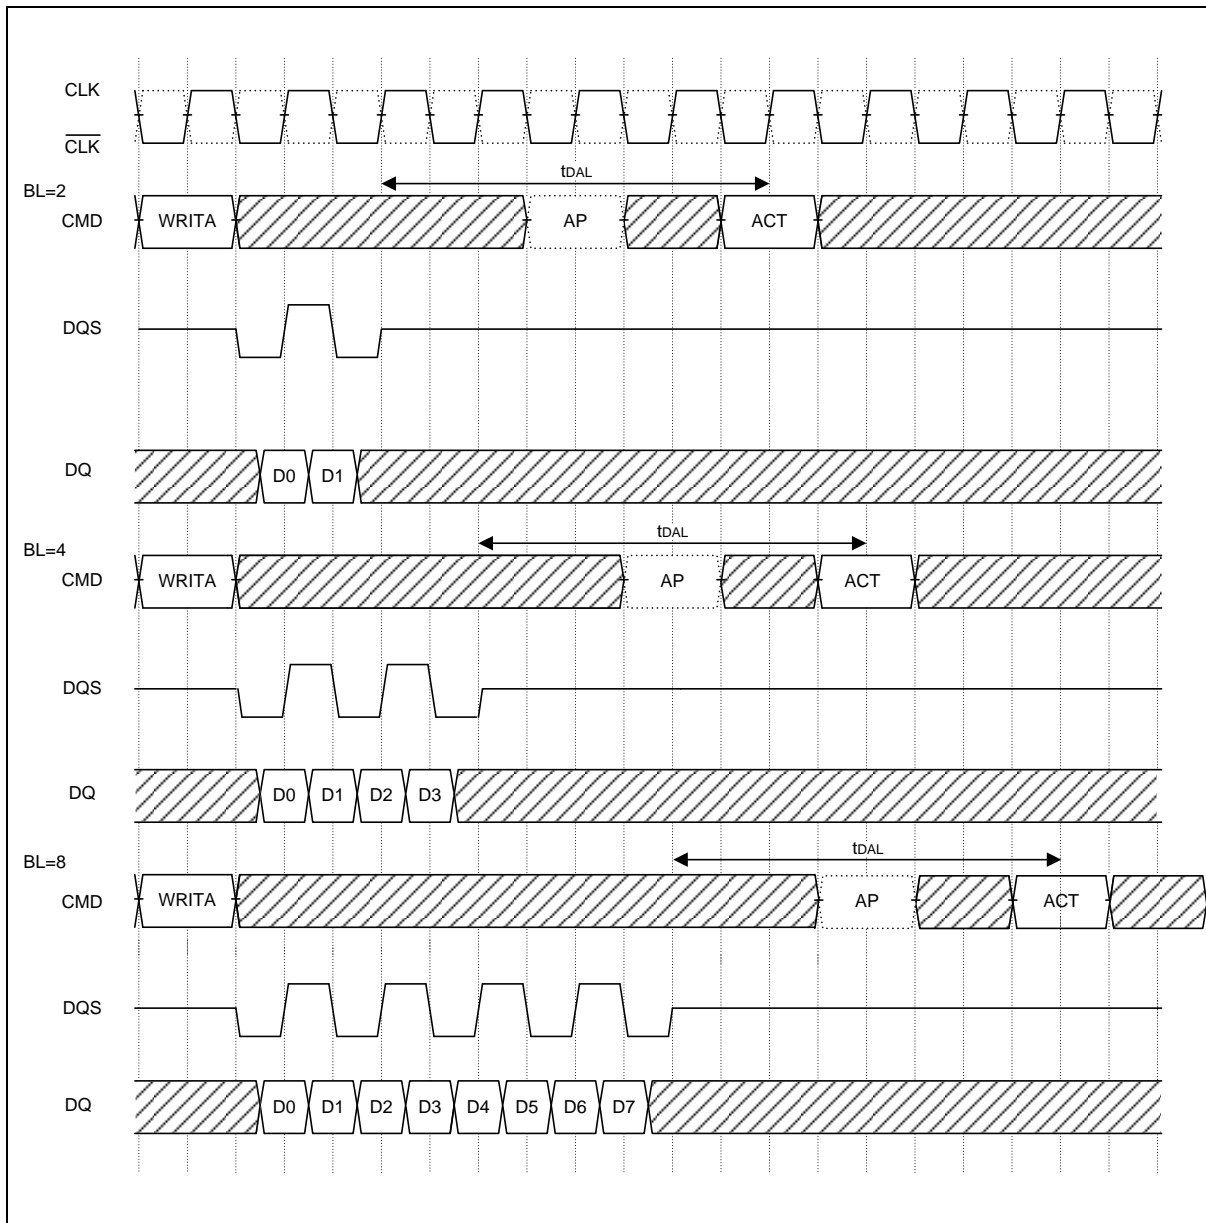 CLK
CLK
tDAL
BL=2
CMD WRITA AP ACT
DQS
DQ D0 D1
tDAL
BL=4
CMD WRITA AP ACT
DQS
DQ D0 D1 D2 D3
tDAL
BL=8
CMD WRITA AP ACT
DQS
DQ D0 D1 D2 D3 D4 D5 D6 D7